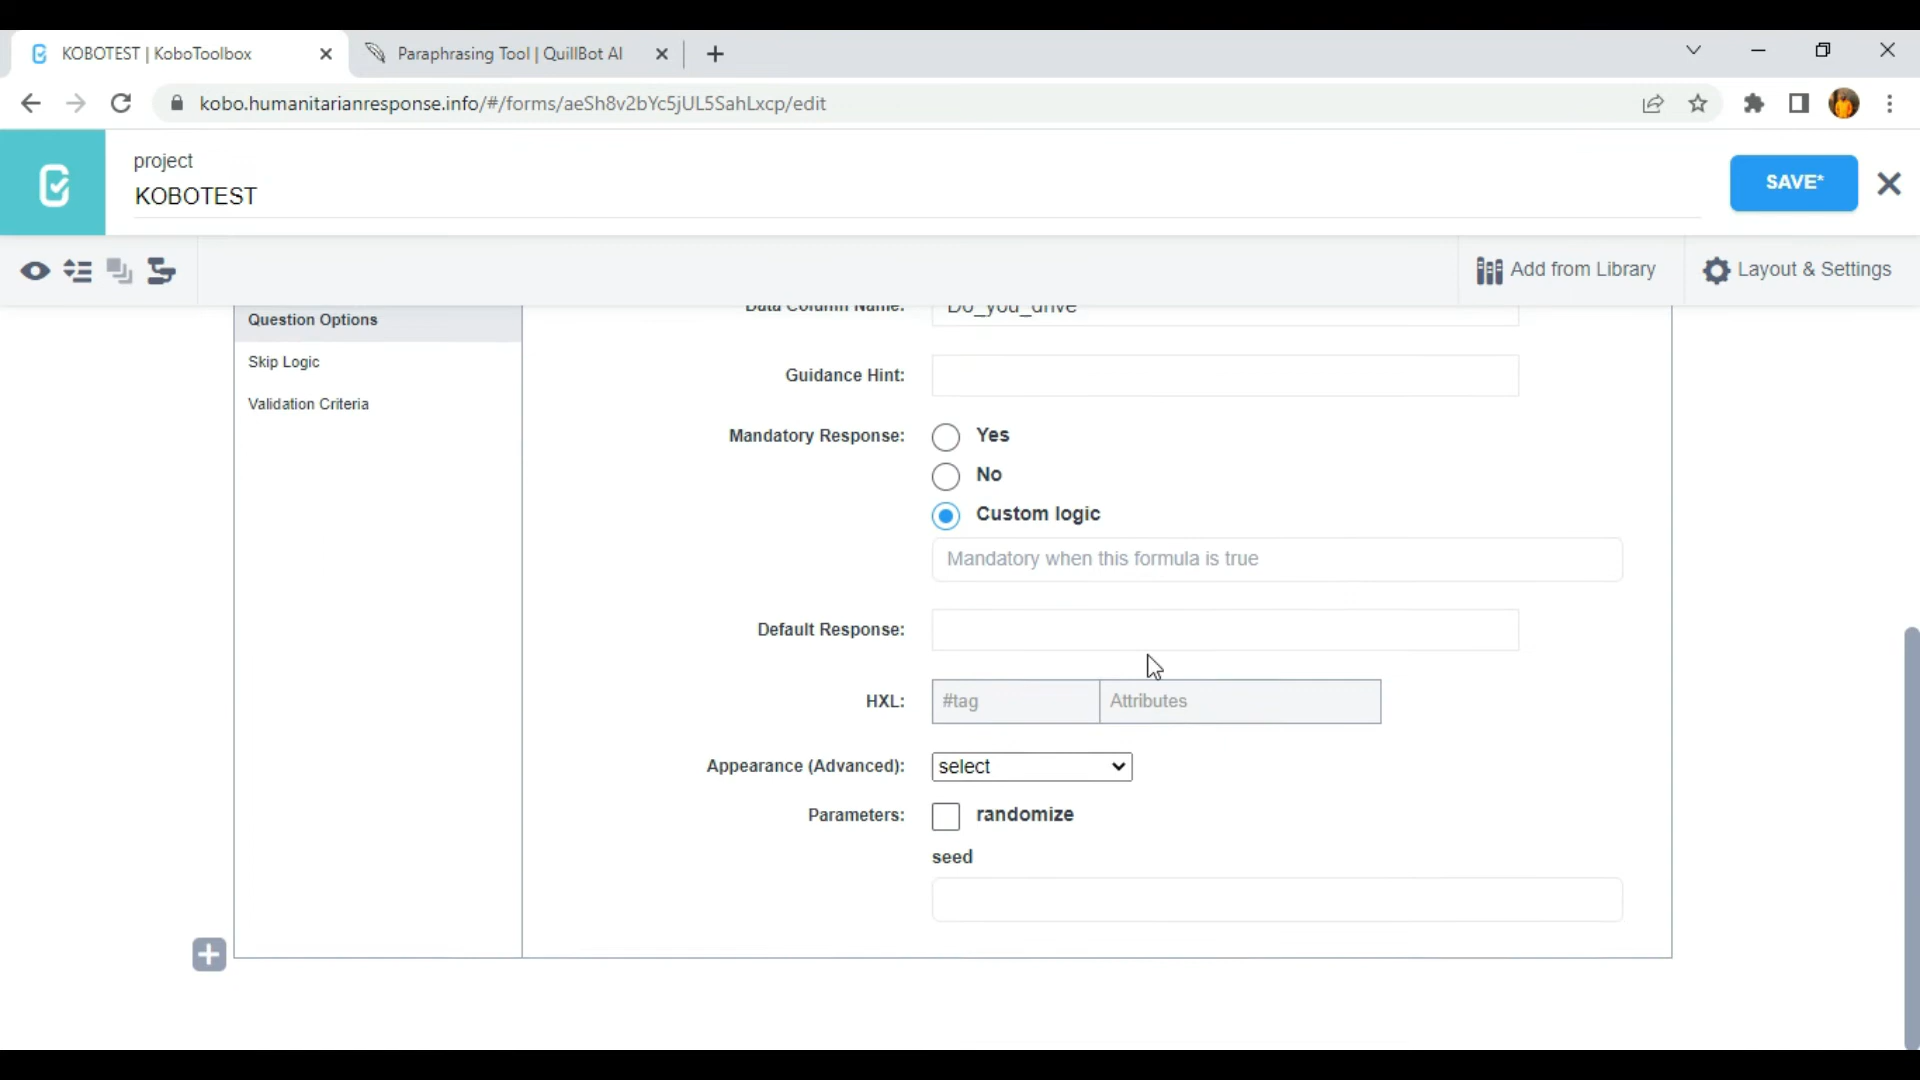 KOBOTEST | KoboToolbox
Paraphrasing Tool | QuillBot AI
kobo.humanitarianresponse.info/#/forms/aeSh8v2bYc5jUL5SahLxcp/edit
project
KOBOTEST
SAVE*
Add from Library
Layout & Settings
Question Options
Skip Logic
Validation Criteria
Data Column Name: Do_you_drive
Guidance Hint:
Mandatory Response: Yes
No
Custom logic
Mandatory when this formula is true
Default Response:
HXL: #tag Attributes
Appearance (Advanced): select
Parameters: randomize
seed